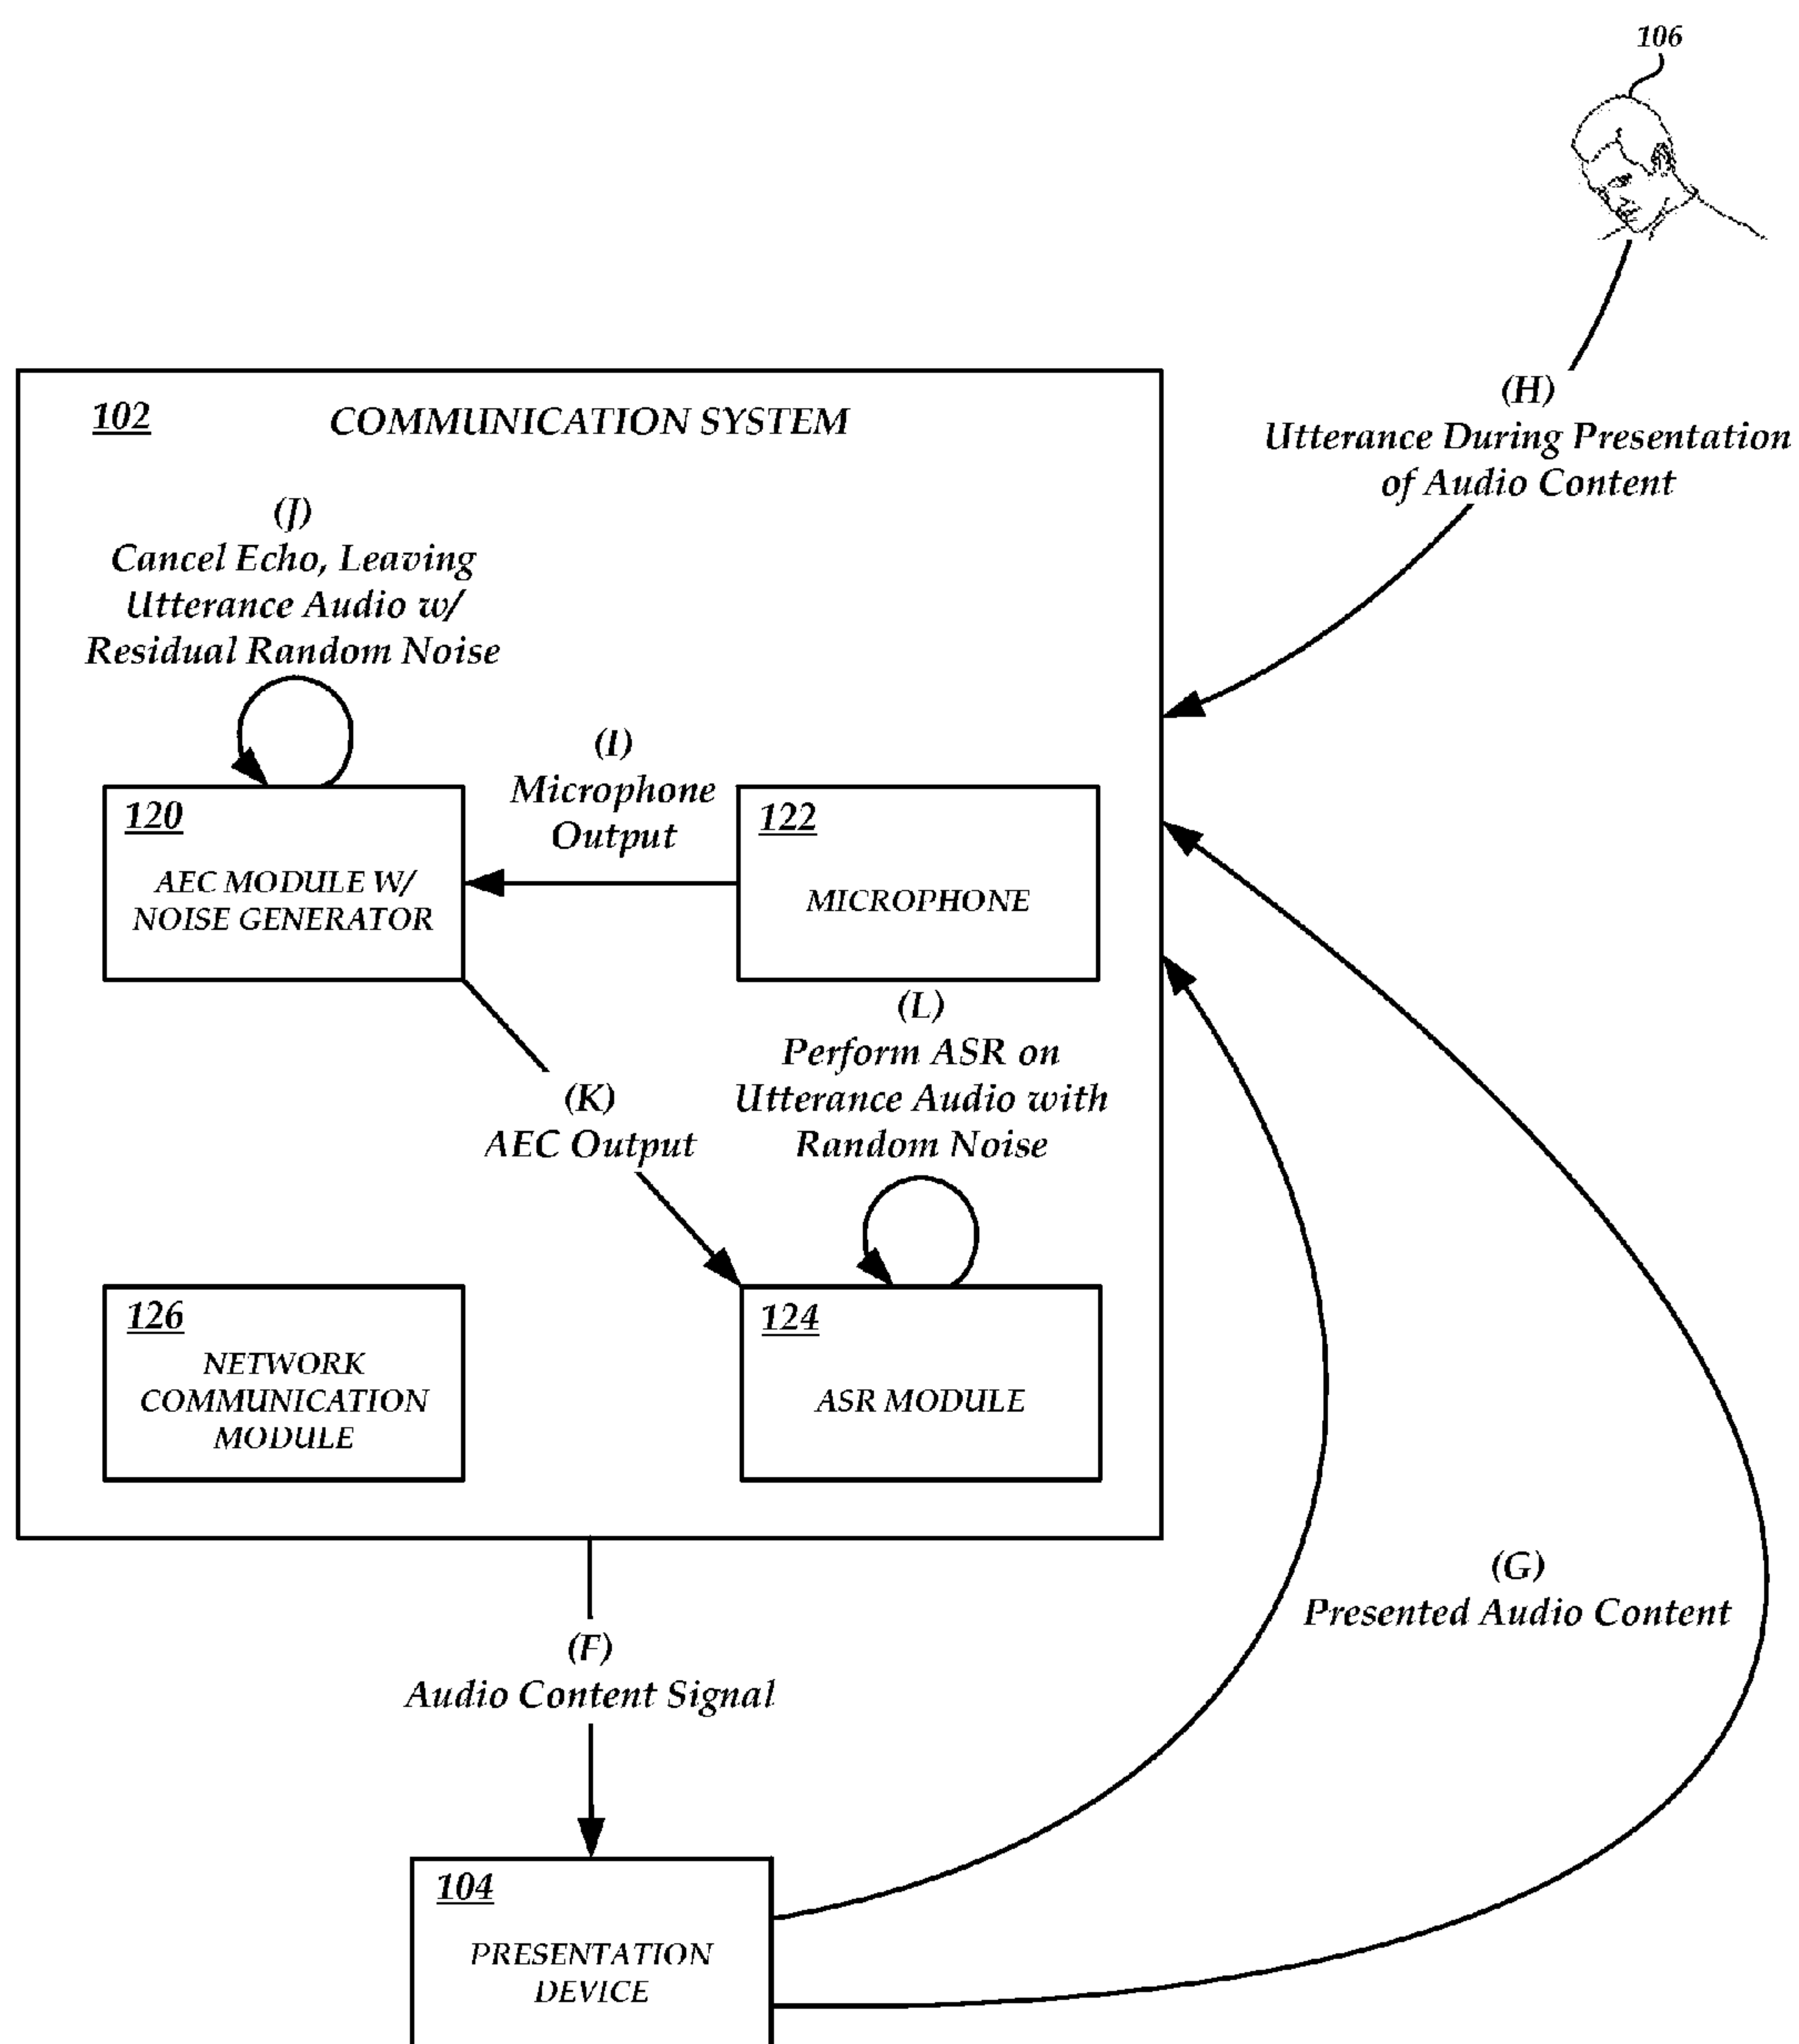 106
(H)
Utterance During Presentation
of Audio Content
102
COMMUNICATION SYSTEM
(J)
Cancel Echo, Leaving
Utterance Audio w/
Residual Random Noise
(I)
Microphone
Output
120
AEC MODULE W/
NOISE GENERATOR
122
MICROPHONE
(L)
Perform ASR on
Utterance Audio with
Random Noise
(K)
AEC Output
126
NETWORK
COMMUNICATION
MODULE
124
ASR MODULE
(G)
Presented Audio Content
(F)
Audio Content Signal
104
PRESENTATION
DEVICE